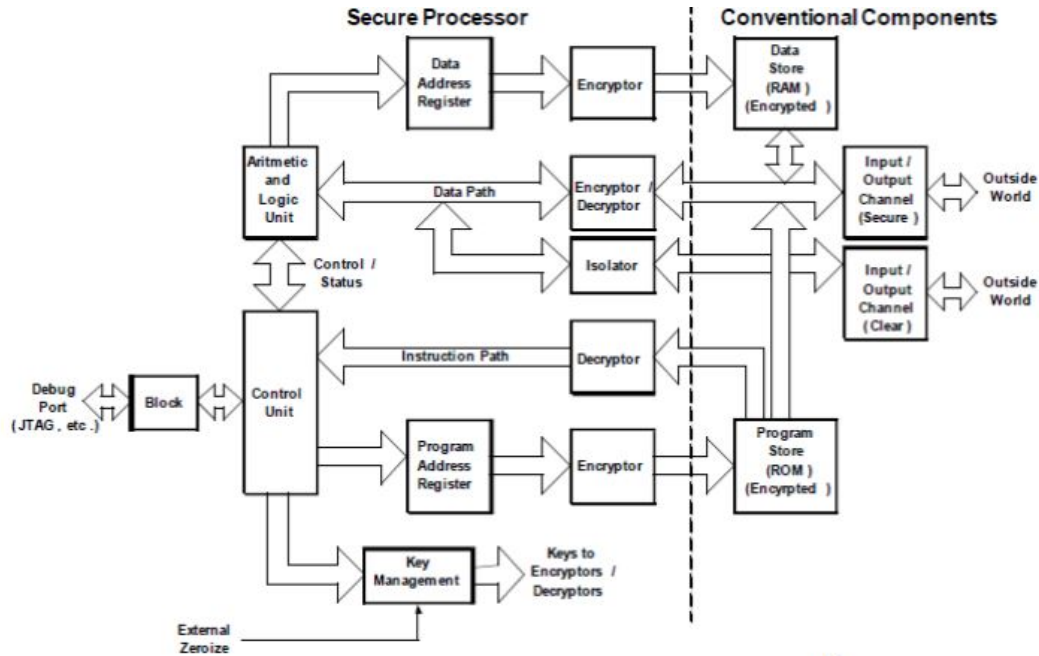 Secure Processor
Conventional Components
Data
Address
Register
Encryptor
Data
Store
(RAM)
(Encrypted )
Aritmetic
and
Logic
Unit
Data Path
Encryptor /
Decryptor
Input /
Output
Channel
(Secure )
Outside
World
Isolator
Control /
Status
Input /
Output
Channel
(Clear )
Outside
World
Instruction Path
Decryptor
Debug
Port
(JTAG , etc .)
Block
Control
Unit
Program
Address
Register
Encryptor
Program
Store
(ROM )
(Encyrpted )
Key
Management
Keys to
Encryptors /
Decryptors
External
Zeroize